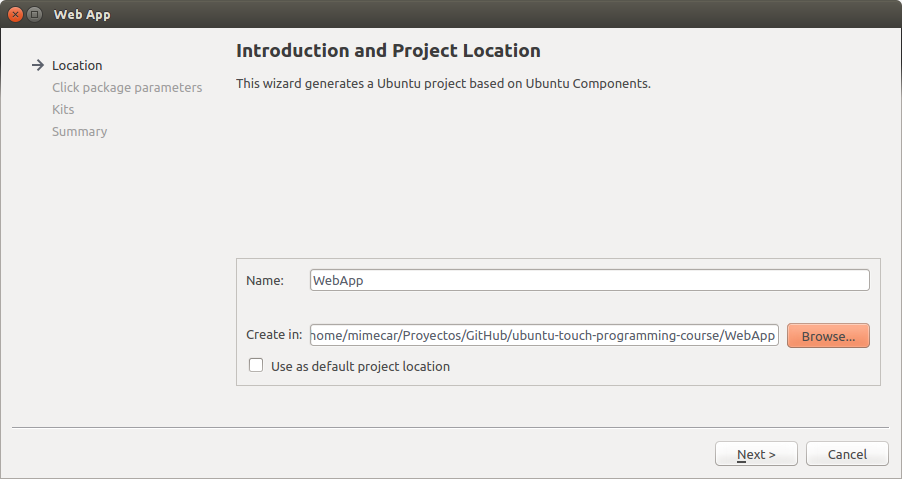 Web App
Location
Click package parameters
Kits
Summary
Introduction and Project Location
This wizard generates a Ubuntu project based on Ubuntu Components.
Name: WebApp
Create in: home/mimecar/Proyectos/GitHub/ubuntu-touch-programming-course/WebApp Browse...
Use as default project location
Next > Cancel